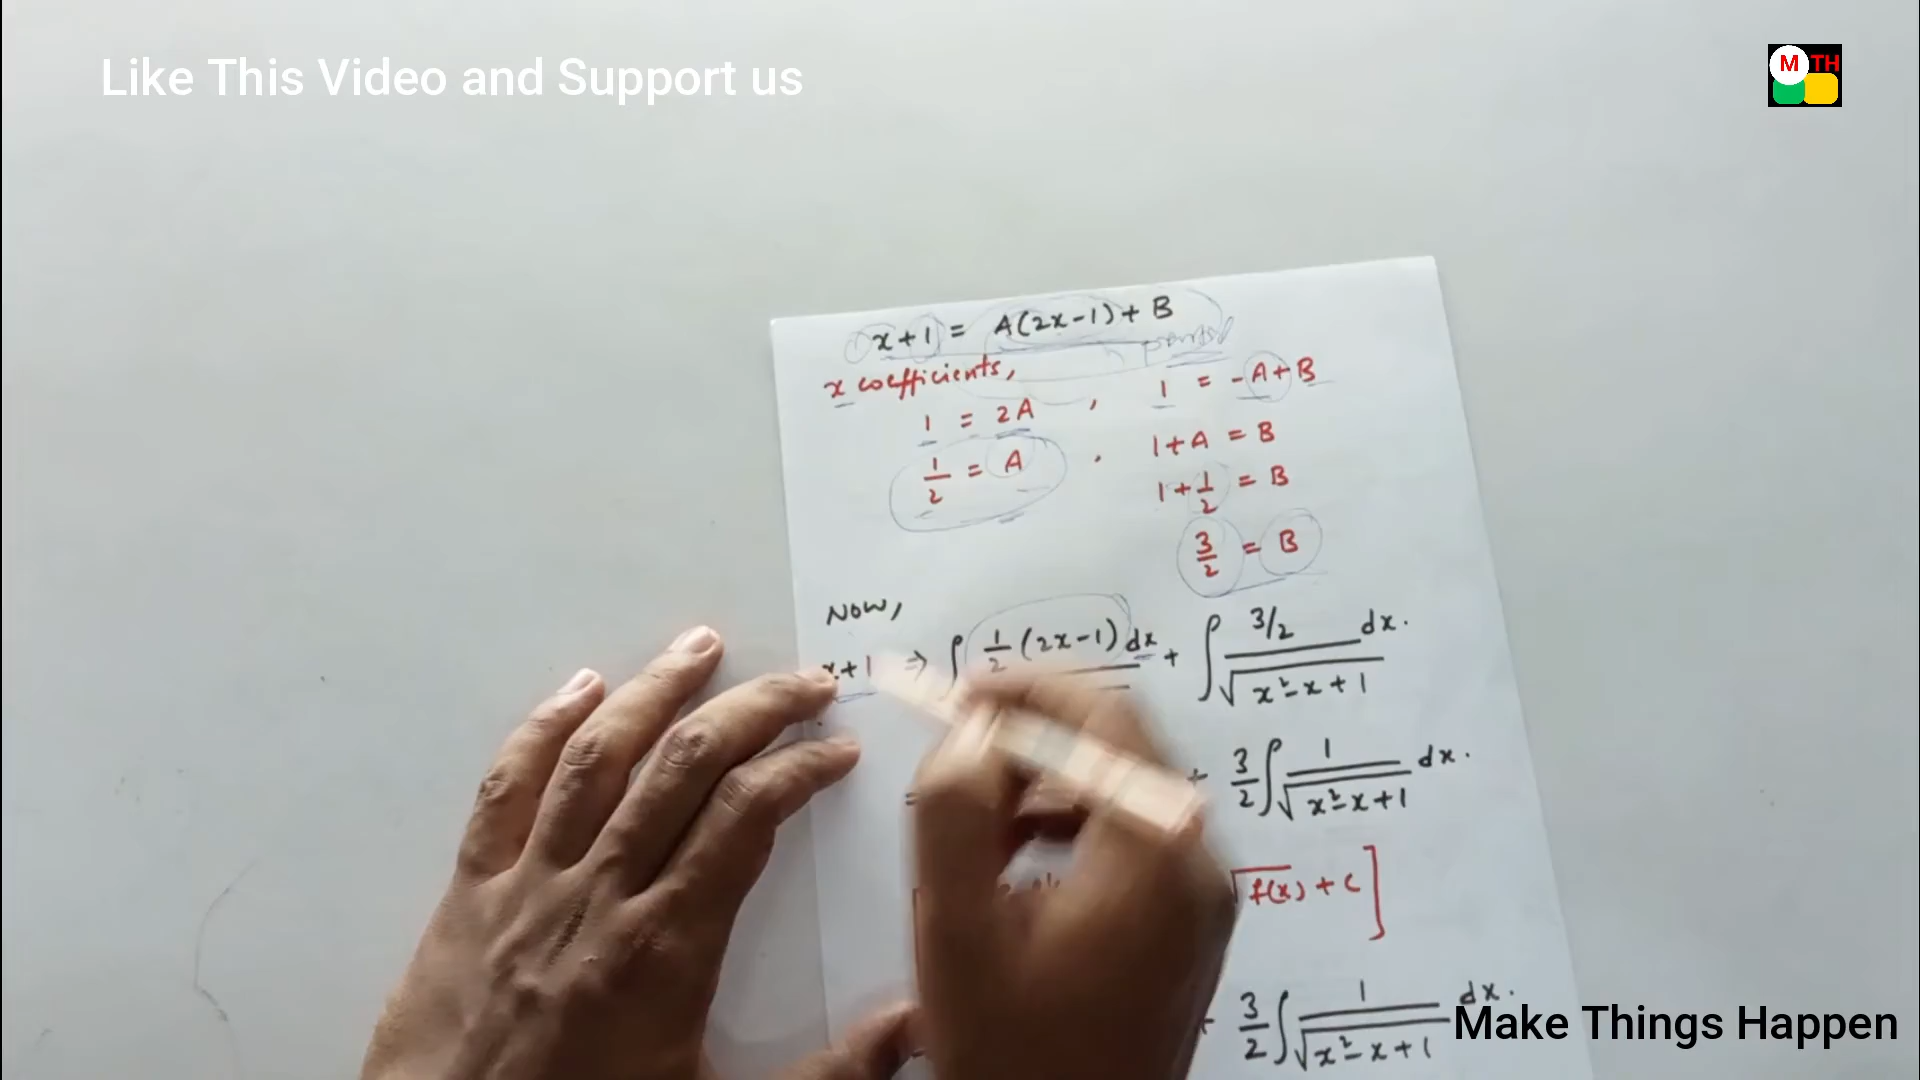 Like This Video and Support us
M TH
x+1 = A(2x-1)+ B
x coefficients,
1 = 2A , 1 = -A+B
1/2 = A . 1+A = B
1+1/2 = B
3/2 = B
Now,
x+1 ⇒ ∫ 1/2 (2x-1) dx + ∫ 3/2 / √x²-x+1 dx.
+ 3/2 ∫ 1/√x²-x+1 dx.
√f(x) + c ]
+ 3/2 ∫ 1/√x²-x+1 dx.
Make Things Happen